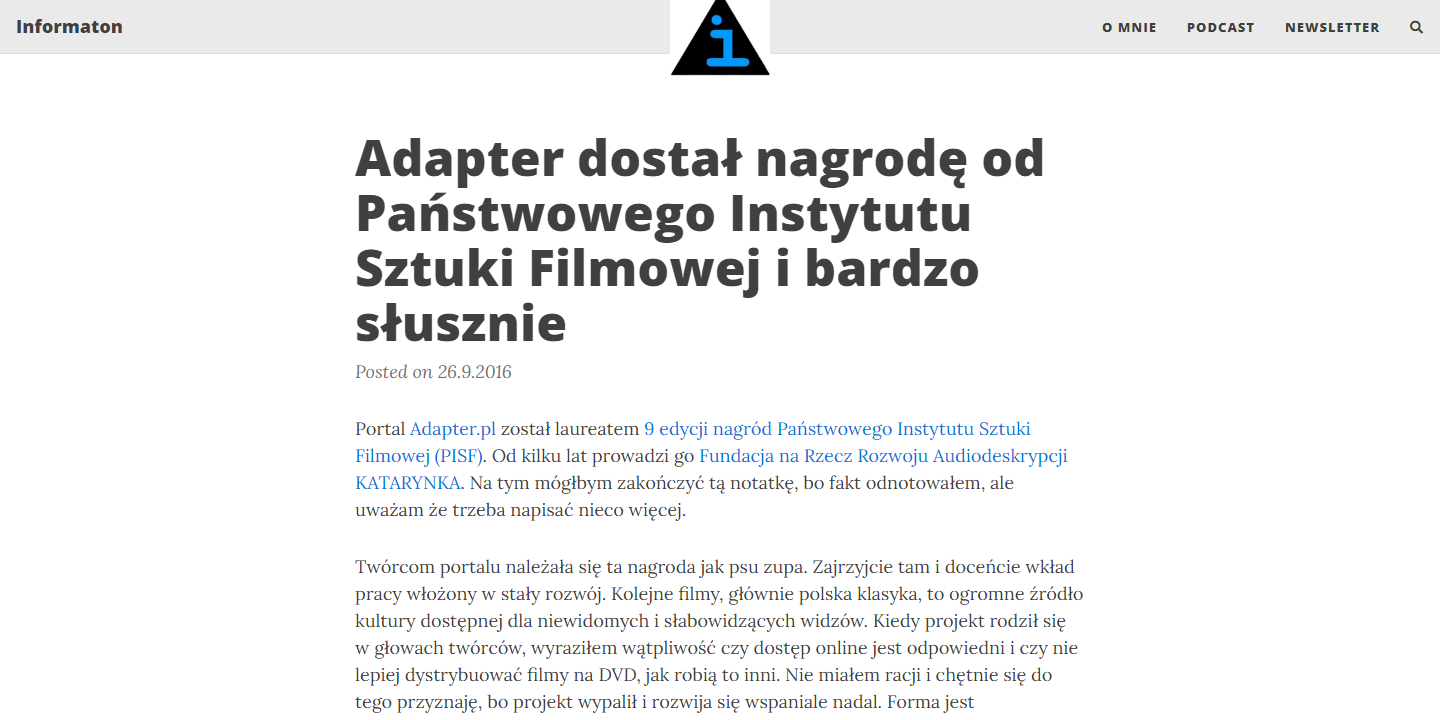 Informaton
i
O MNIE PODCAST NEWSLETTER
Adapter dostał nagrodę od
Państwowego Instytutu
Sztuki Filmowej i bardzo
słusznie
Posted on 26.9.2016
Portal Adapter.pl został laureatem 9 edycji nagród Państwowego Instytutu Sztuki
Filmowej (PISF). Od kilku lat prowadzi go Fundacja na Rzecz Rozwoju Audiodeskrypcji
KATARYNKA. Na tym mógłbym zakończyć tą notatkę, bo fakt odnotowałem, ale
uważam że trzeba napisać nieco więcej.
Twórcom portalu należała się ta nagroda jak psu zupa. Zajrzyjcie tam i doceńcie wkład
pracy włożony w stały rozwój. Kolejne filmy, głównie polska klasyka, to ogromne źródło
kultury dostępnej dla niewidomych i słabowidzących widzów. Kiedy projekt rodził się
w głowach twórców, wyraziłem wątpliwość czy dostęp online jest odpowiedni i czy nie
lepiej dystrybuować filmy na DVD, jak robią to inni. Nie miałem racji i chętnie się do
tego przyznaję, bo projekt wypalił i rozwija się wspaniale nadal. Forma jest